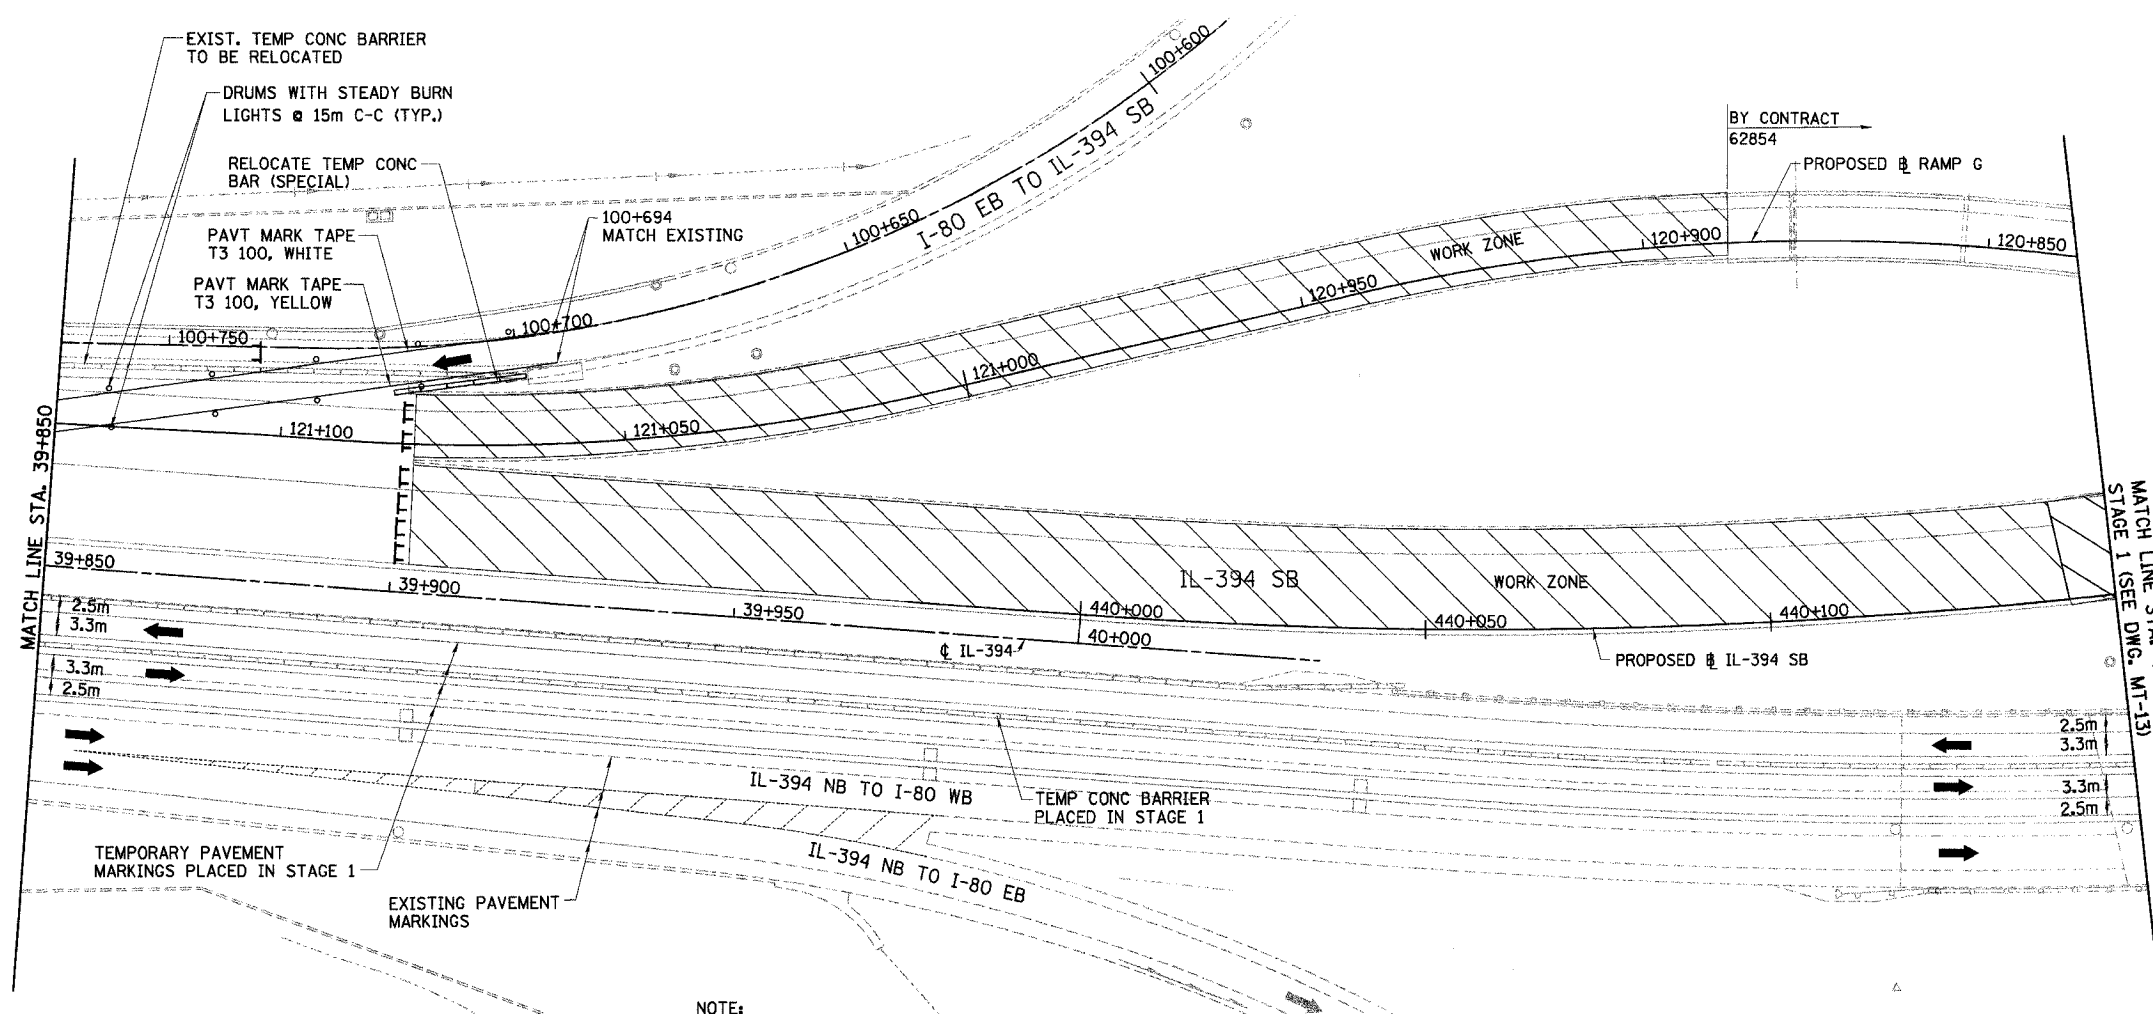 EXIST. TEMP CONC BARRIER
TO BE RELOCATED
DRUMS WITH STEADY BURN
LIGHTS @ 15m C-C (TYP.)
RELOCATE TEMP CONC
BAR (SPECIAL)
PAVT MARK TAPE
T3 100, WHITE
PAVT MARK TAPE
T3 100, YELLOW
100+694
MATCH EXISTING
100+600
I-80 EB TO IL-394 SB
100+650
100+700
100+750
BY CONTRACT
62854
PROPOSED ℄ RAMP G
WORK ZONE
120+900
120+850
120+950
121+000
121+050
121+100
MATCH LINE STA. 39+850
39+850
39+900
39+950
440+000
40+000
℄ IL-394
IL-394 SB
WORK ZONE
440+050
440+100
PROPOSED ℄ IL-394 SB
MATCH LINE STA.
STAGE 1 (SEE DWG. MT-13)
2.5m
3.3m
3.3m
2.5m
2.5m
3.3m
3.3m
2.5m
IL-394 NB TO I-80 WB
TEMP CONC BARRIER
PLACED IN STAGE 1
IL-394 NB TO I-80 EB
TEMPORARY PAVEMENT
MARKINGS PLACED IN STAGE 1
EXISTING PAVEMENT
MARKINGS
NOTE: